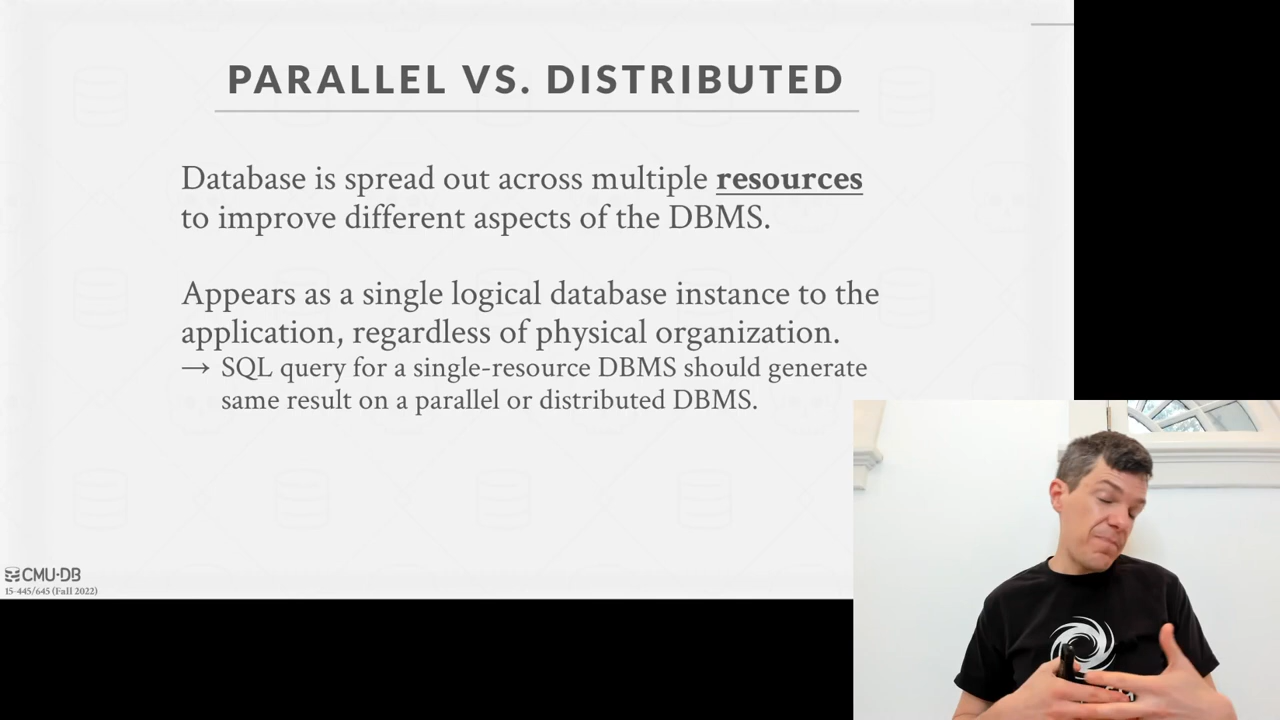 PARALLEL VS. DISTRIBUTED
Database is spread out across multiple resources
to improve different aspects of the DBMS.
Appears as a single logical database instance to the
application, regardless of physical organization.
→ SQL query for a single-resource DBMS should generate
same result on a parallel or distributed DBMS.
CMU·DB
15-445/645 (Fall 2022)